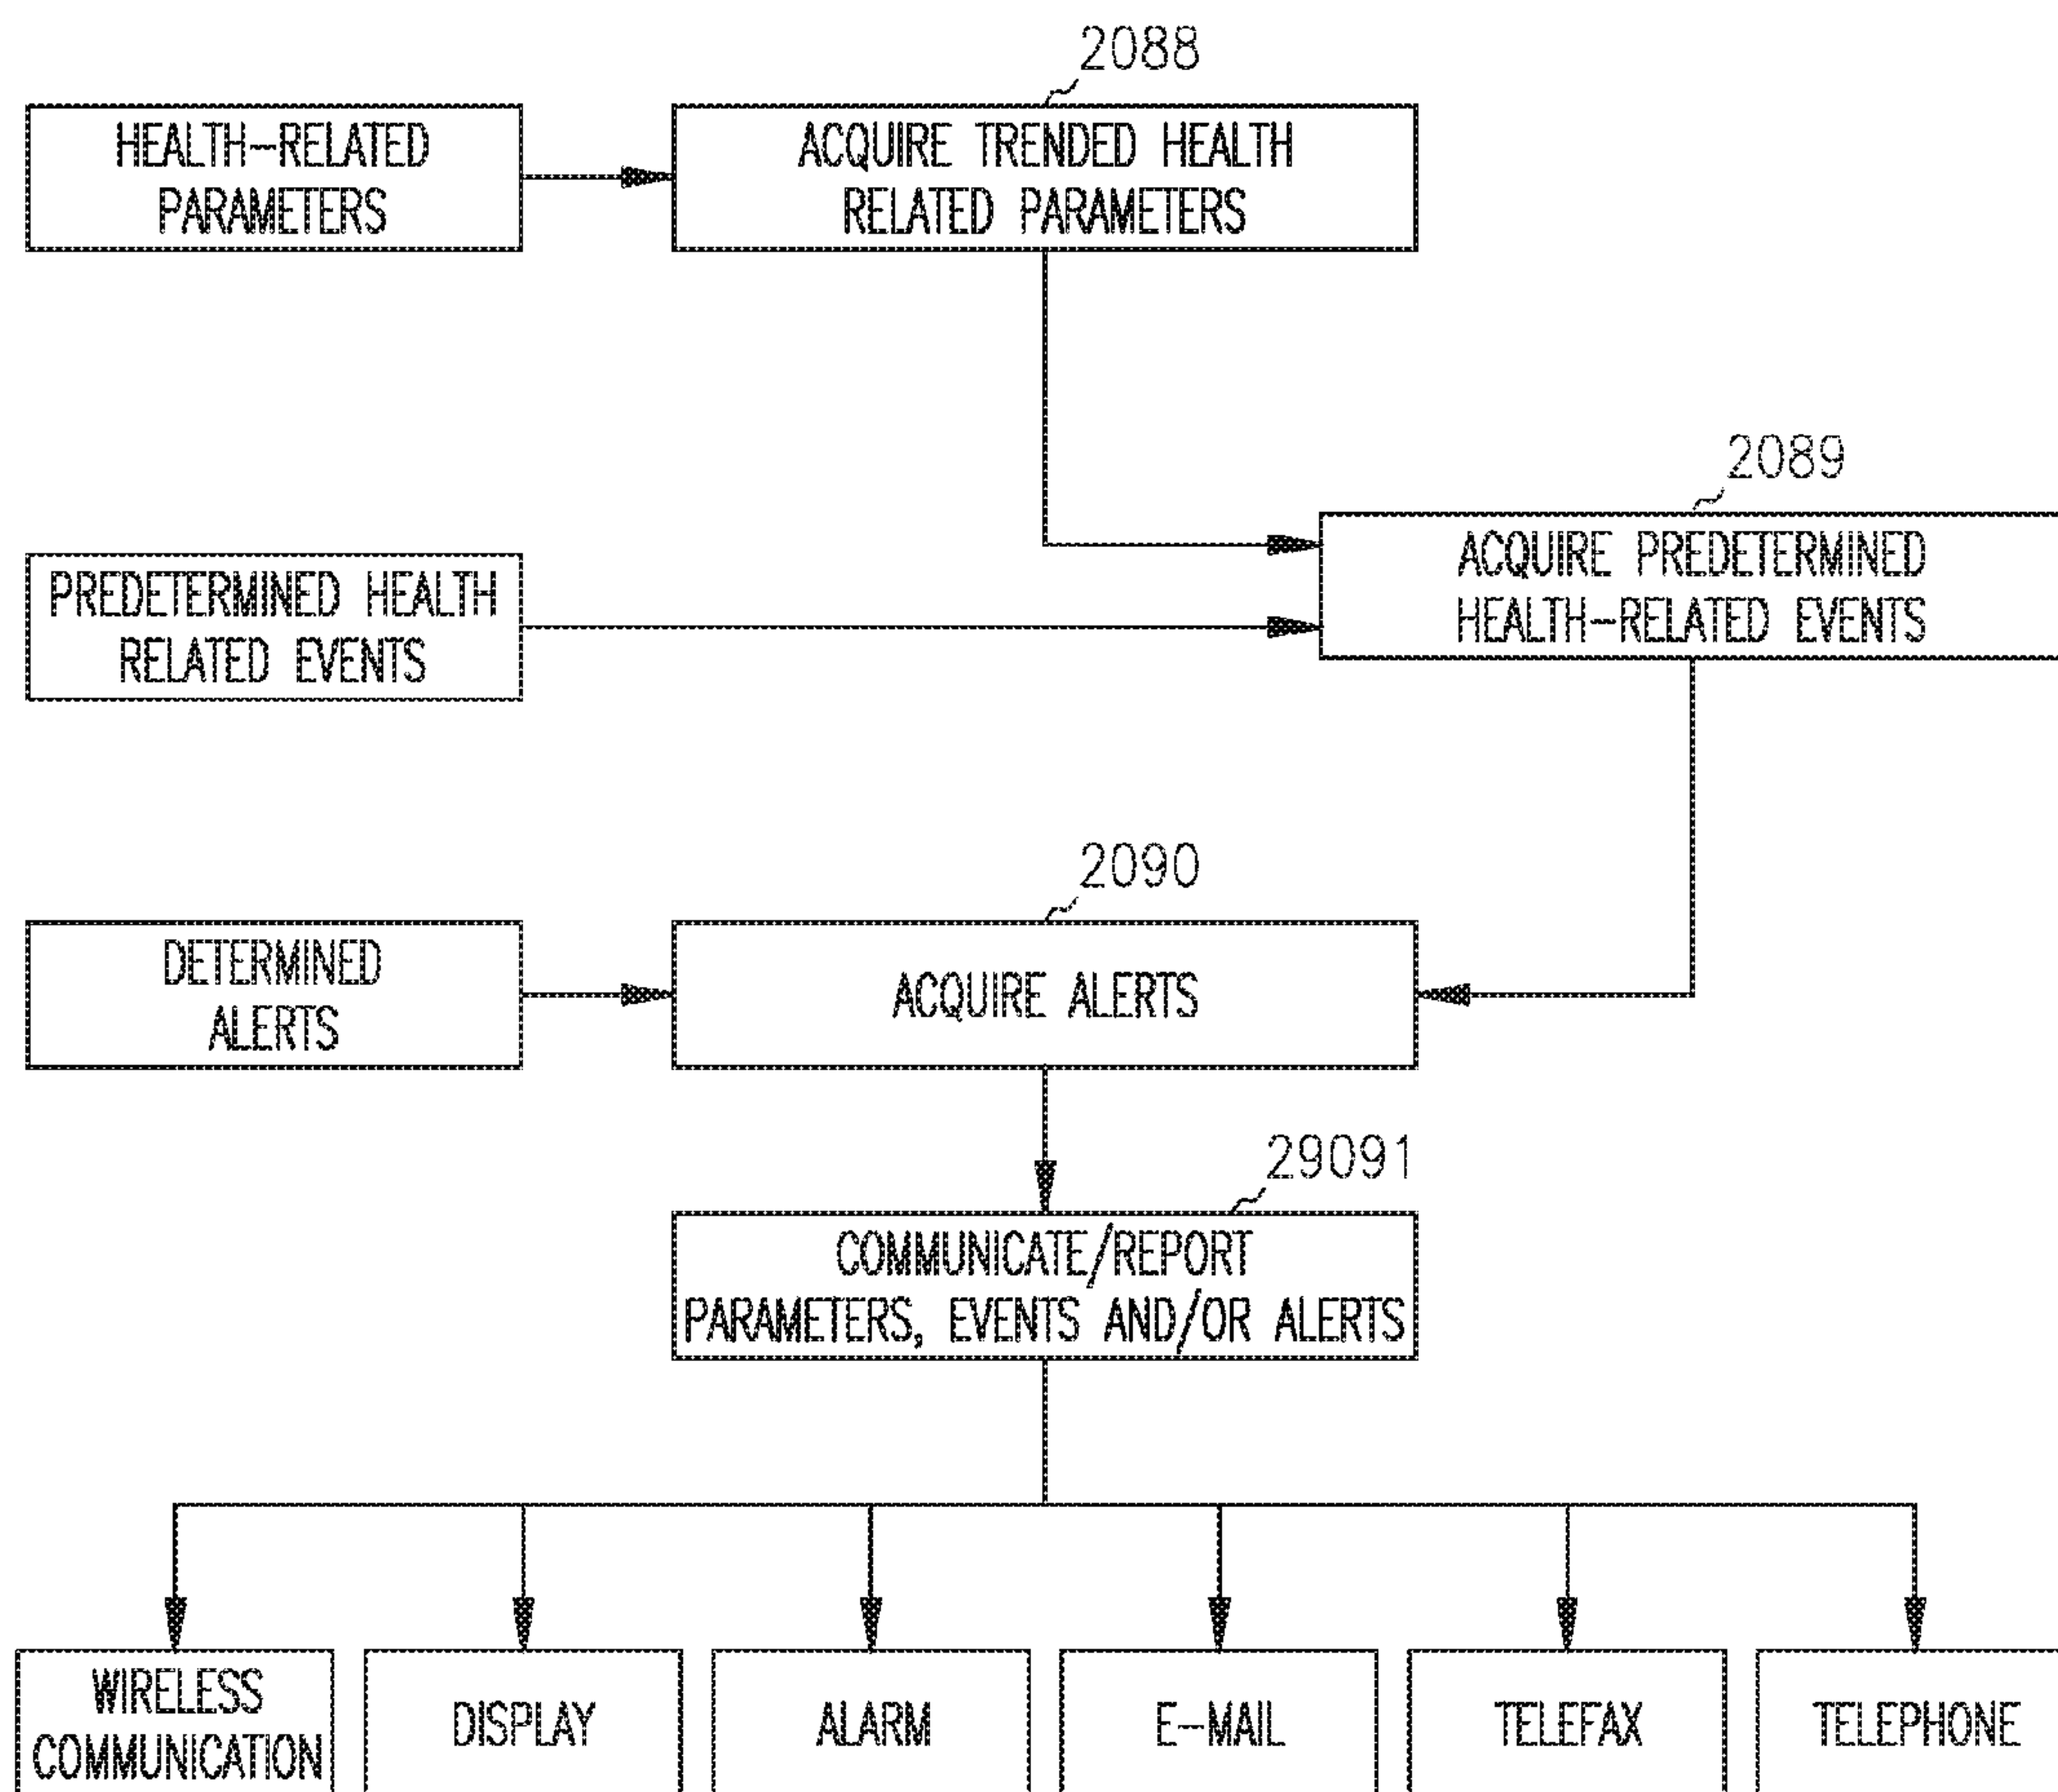 2088
HEALTH-RELATED
PARAMETERS
ACQUIRE TRENDED HEALTH
RELATED PARAMETERS
2089
ACQUIRE PREDETERMINED
HEALTH-RELATED EVENTS
PREDETERMINED HEALTH
RELATED EVENTS
2090
DETERMINED
ALERTS
ACQUIRE ALERTS
29091
COMMUNICATE/REPORT
PARAMETERS, EVENTS AND/OR ALERTS
WIRELESS
COMMUNICATION
DISPLAY
ALARM
E-MAIL
TELEFAX
TELEPHONE